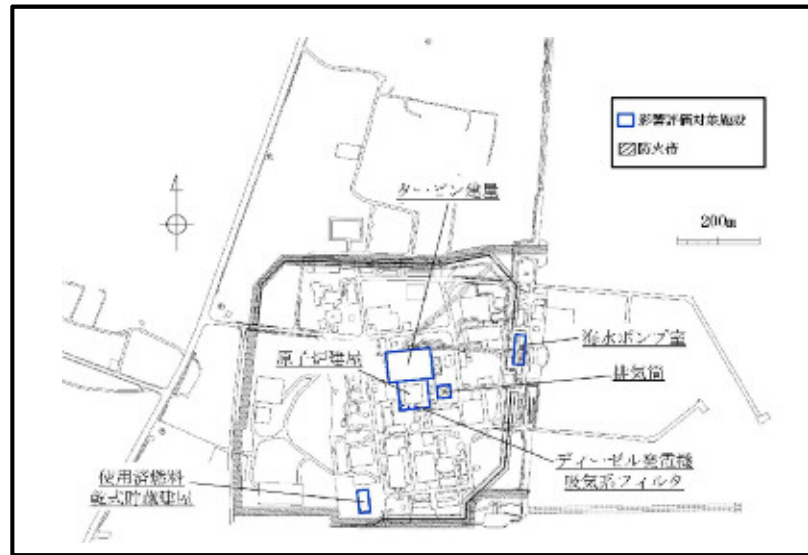 影響評価対象施設
防火帯
タービン建屋
200m
海水ポンプ室
原子炉建屋
排気筒
ディーゼル発電機
吸気系フィルタ
使用済燃料
乾式貯蔵建屋